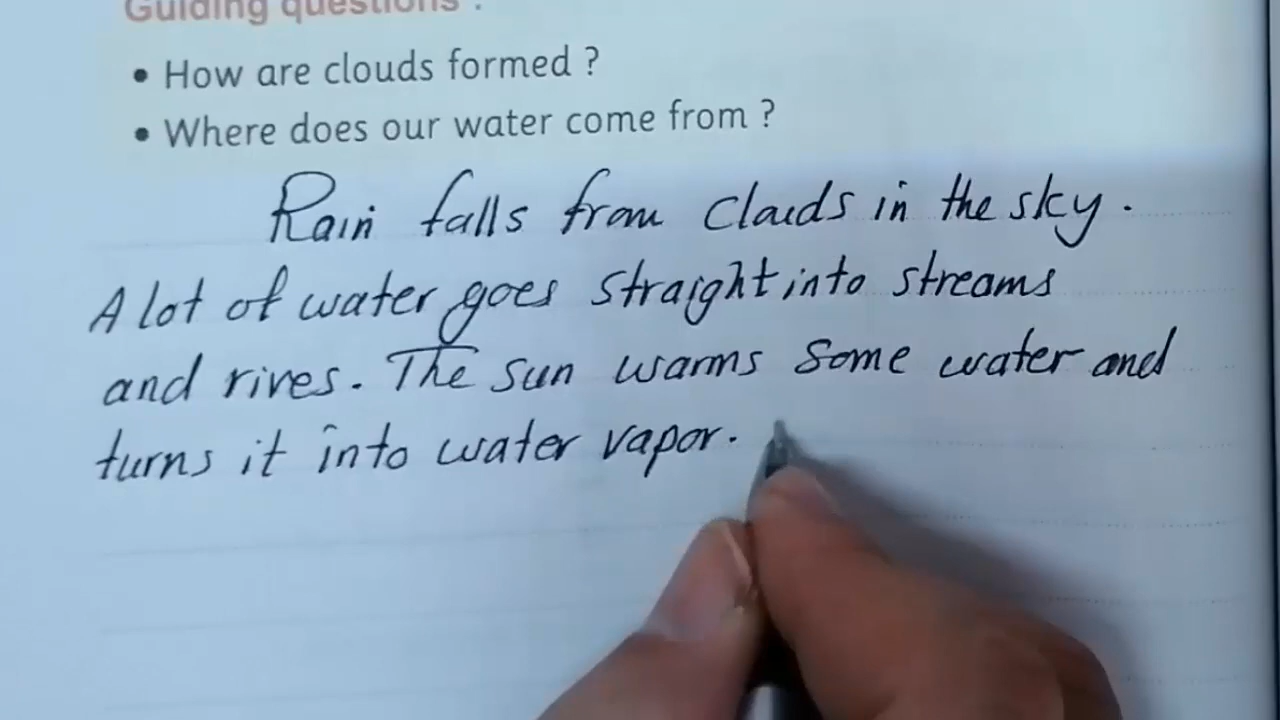 Guiding questions :
• How are clouds formed ?
• Where does our water come from ?
Rain falls from Clouds in the sky.
A lot of water goes straight into streams
and rives. The sun warms some water and
turns it into water vapor.